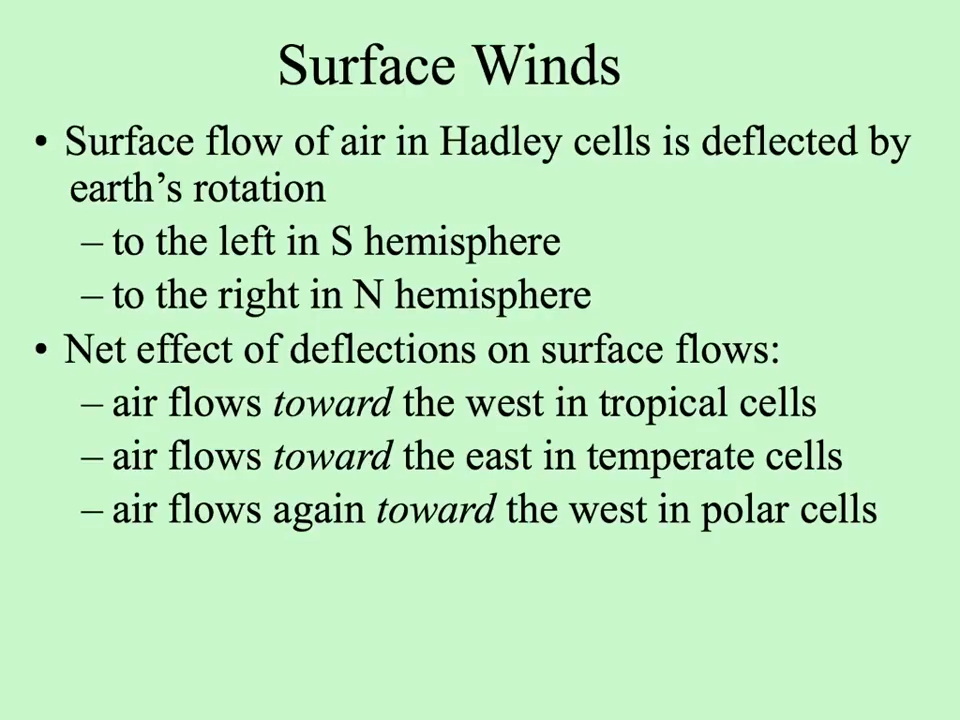 Surface Winds
• Surface flow of air in Hadley cells is deflected by
earth’s rotation
– to the left in S hemisphere
– to the right in N hemisphere
• Net effect of deflections on surface flows:
– air flows toward the west in tropical cells
– air flows toward the east in temperate cells
– air flows again toward the west in polar cells